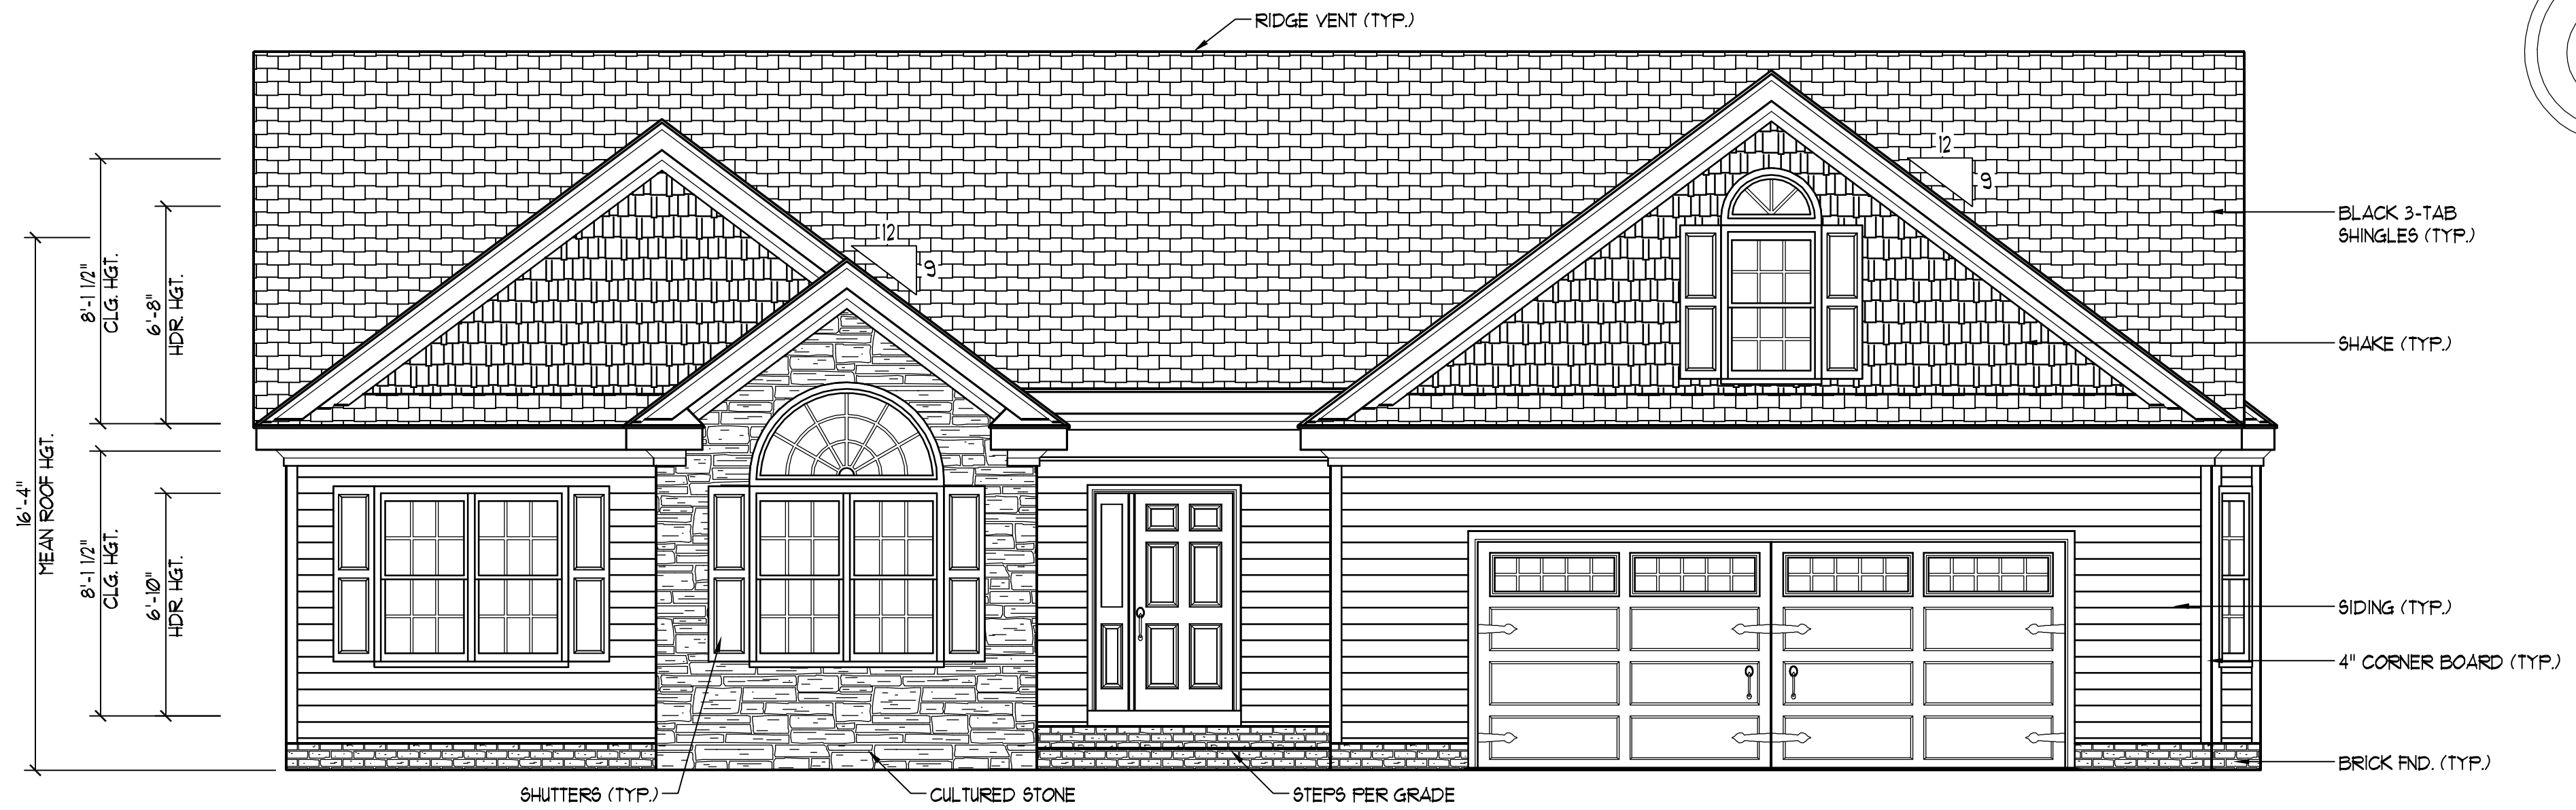 RIDGE VENT (TYP.)
12
9
12
9
BLACK 3-TAB
SHINGLES (TYP.)
SHAKE (TYP.)
SIDING (TYP.)
4" CORNER BOARD (TYP.)
BRICK FND. (TYP.)
16'-4"
MEAN ROOF HGT.
8'-1 1/2"
CLG. HGT.
6'-8"
HDR. HGT.
8'-1 1/2"
CLG. HGT.
6'-10"
HDR. HGT.
SHUTTERS (TYP.)
CULTURED STONE
STEPS PER GRADE